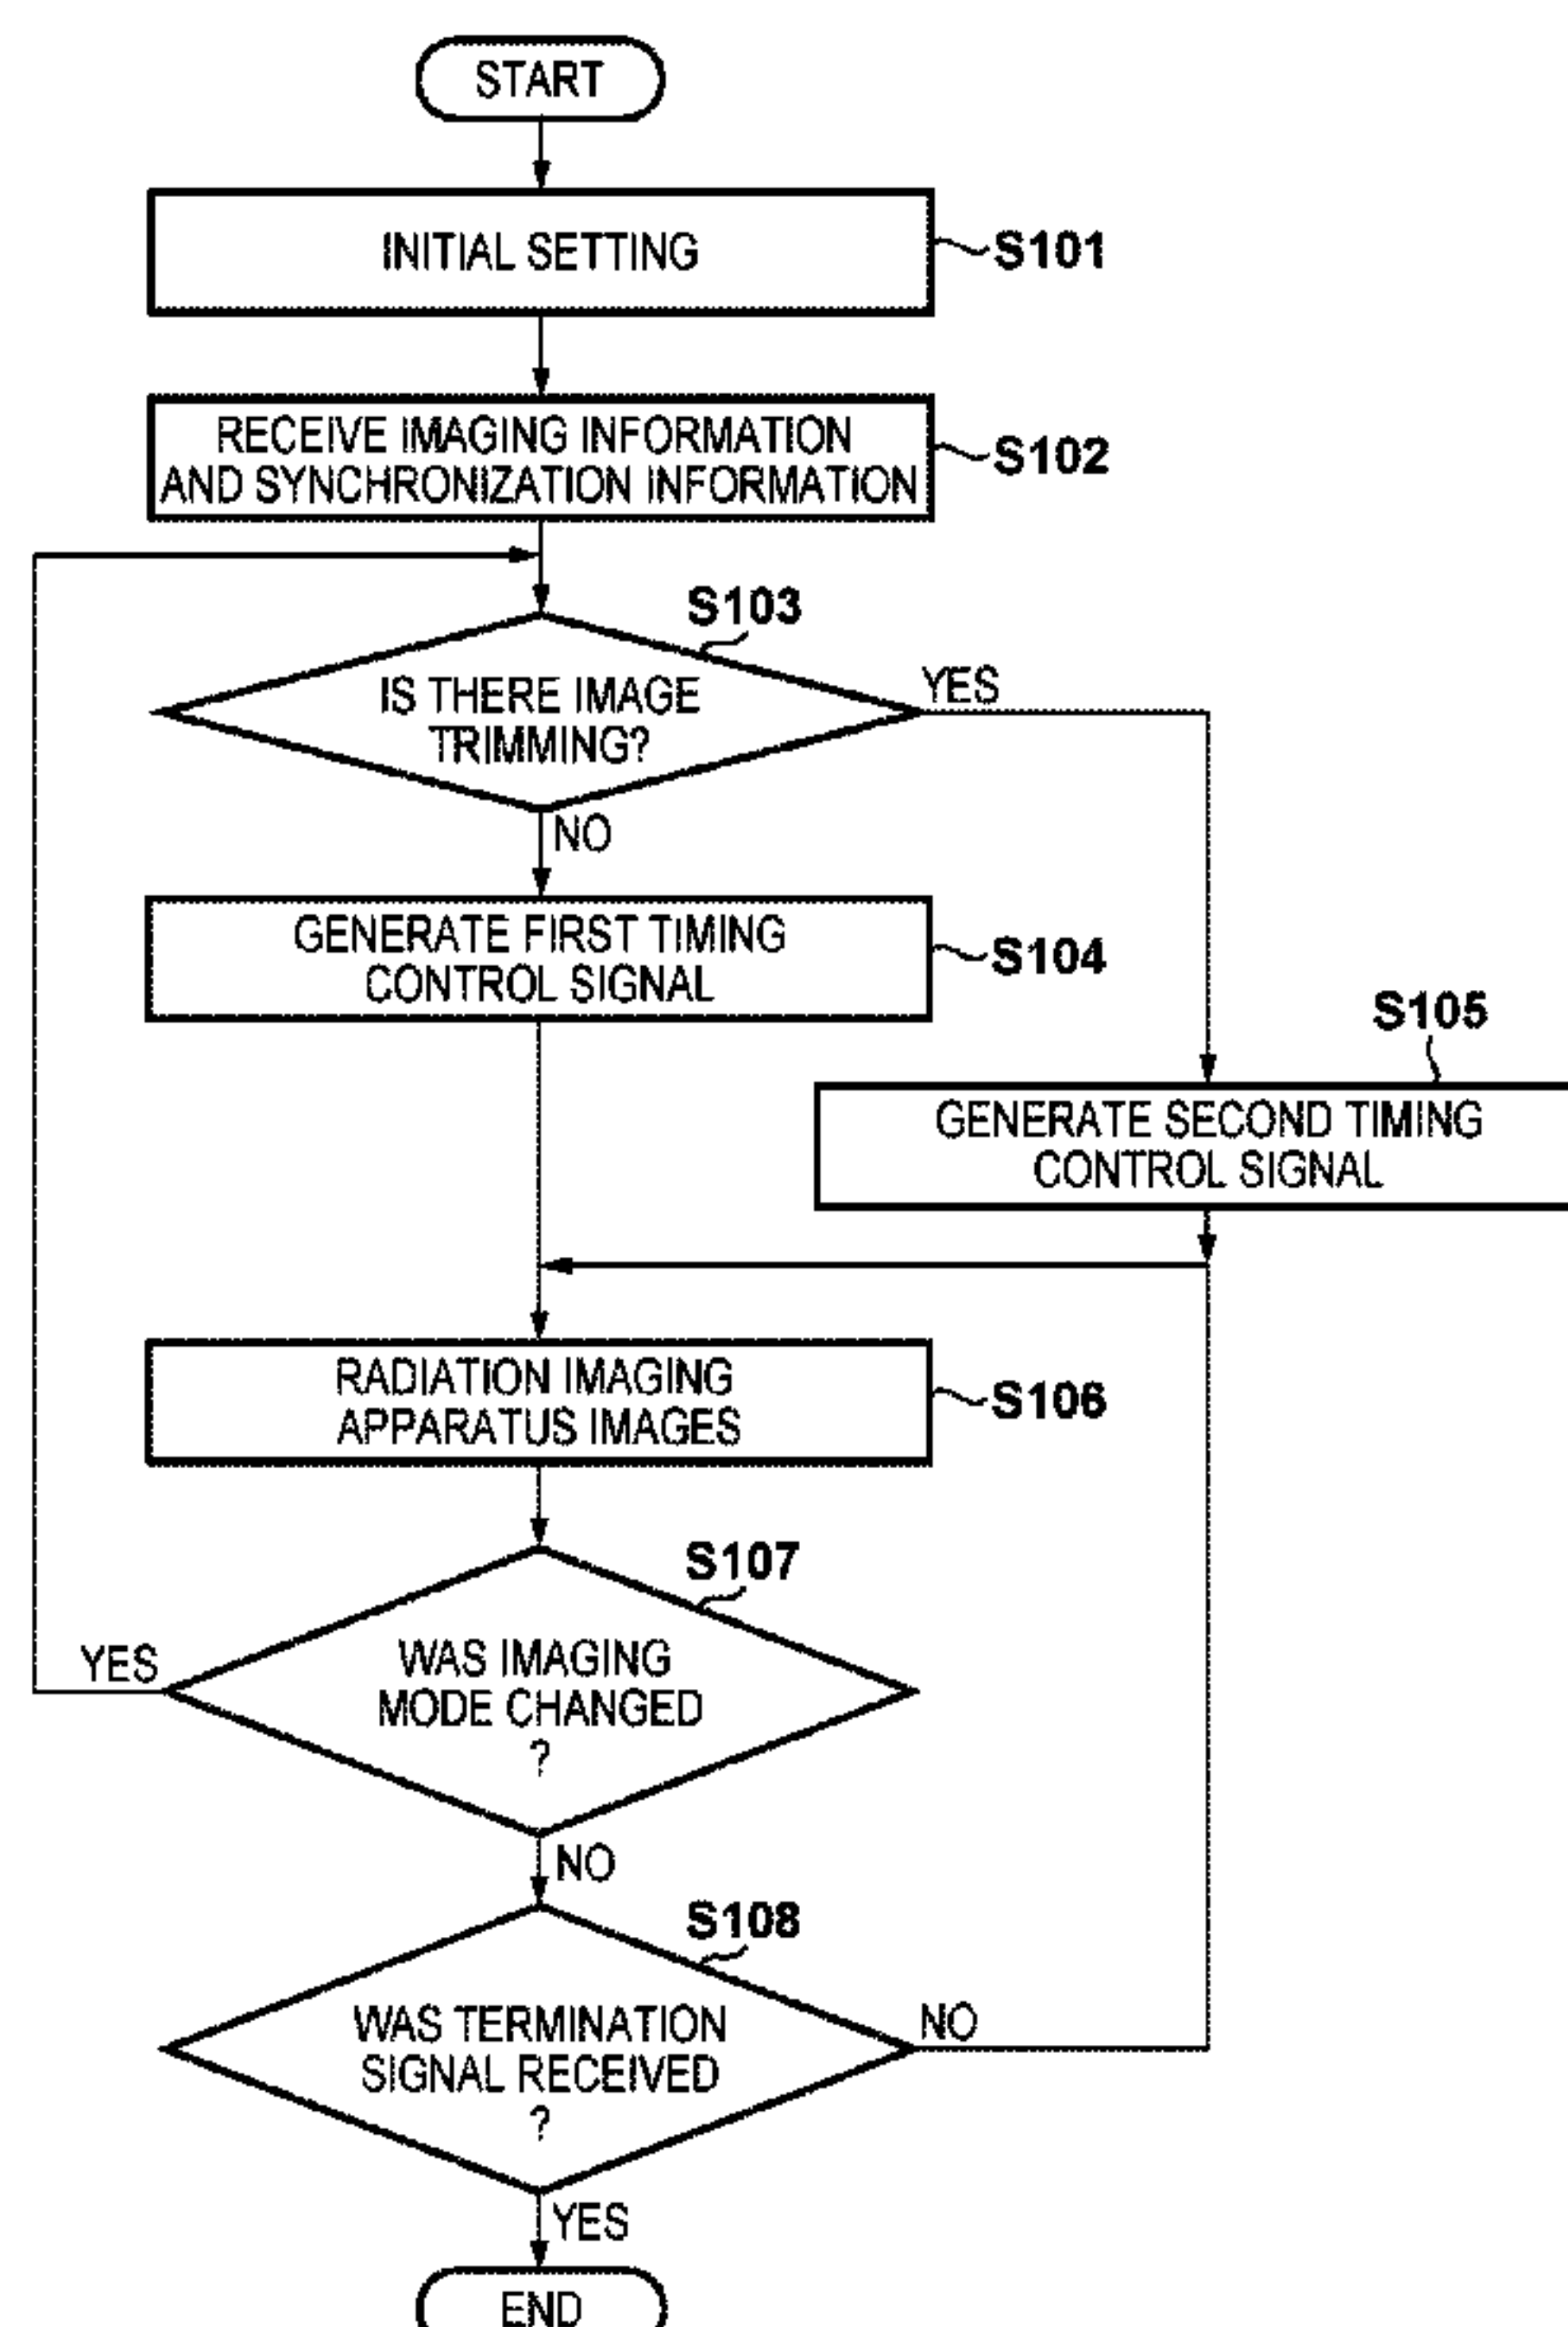 START
INITIAL SETTING
S101
RECEIVE IMAGING INFORMATION
AND SYNCHRONIZATION INFORMATION
S102
S103
IS THERE IMAGE
TRIMMING?
YES
NO
GENERATE FIRST TIMING
CONTROL SIGNAL
S104
S105
GENERATE SECOND TIMING
CONTROL SIGNAL
RADIATION IMAGING
APPARATUS IMAGES
S106
S107
WAS IMAGING
MODE CHANGED
?
YES
NO
S108
WAS TERMINATION
SIGNAL RECEIVED
?
NO
YES
END